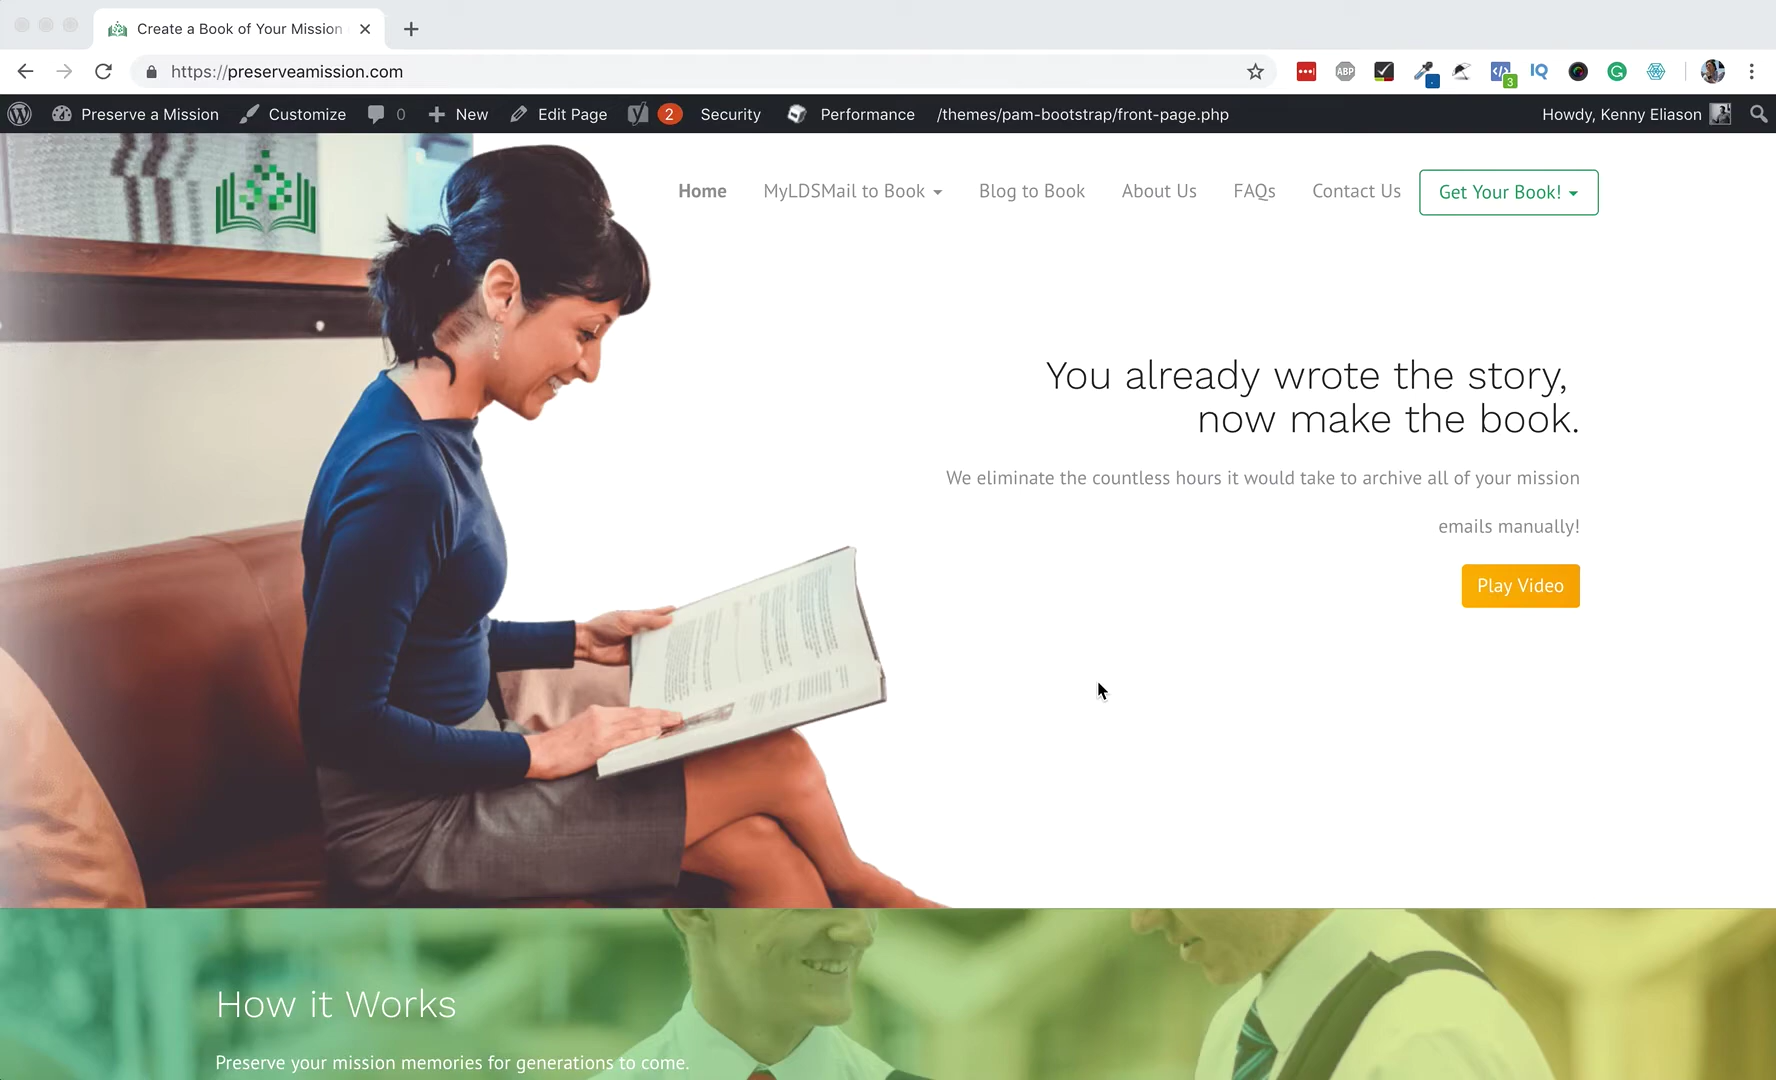 Create a Book of Your Mission
https://preserveamission.com
ABP
3
IQ
Preserve a Mission
Customize
0
New
Edit Page
2
Security
Performance
/themes/pam-bootstrap/front-page.php
Howdy, Kenny Eliason
Home
MyLDSMail to Book
Blog to Book
About Us
FAQs
Contact Us
Get Your Book!
You already wrote the story,
now make the book.
We eliminate the countless hours it would take to archive all of your mission
emails manually!
Play Video
How it Works
Preserve your mission memories for generations to come.